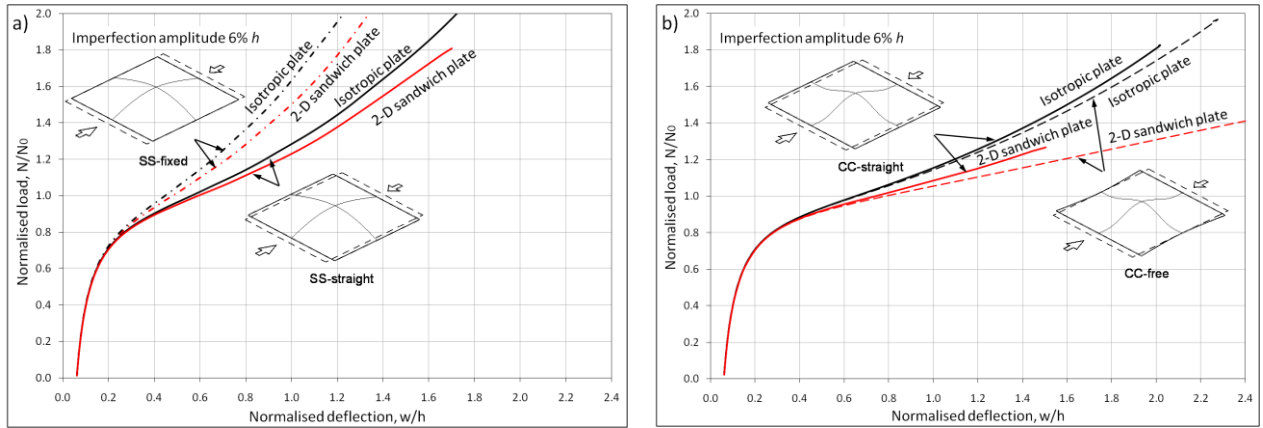 a)
Imperfection amplitude 6% h
Isotropic plate
2-D sandwich plate
Isotropic plate
2-D sandwich plate
SS-fixed
SS-straight
Normalised load, N/N0
2.0
1.8
1.6
1.4
1.2
1.0
0.8
0.6
0.4
0.2
0.0
0.0 0.2 0.4 0.6 0.8 1.0 1.2 1.4 1.6 1.8 2.0 2.2 2.4
Normalised deflection, w/h
b)
Imperfection amplitude 6% h
Isotropic plate
Isotropic plate
2-D sandwich plate
2-D sandwich plate
CC-straight
CC-free
Normalised load, N/N0
2.0
1.8
1.6
1.4
1.2
1.0
0.8
0.6
0.4
0.2
0.0
0.0 0.2 0.4 0.6 0.8 1.0 1.2 1.4 1.6 1.8 2.0 2.2 2.4
Normalised deflection, w/h